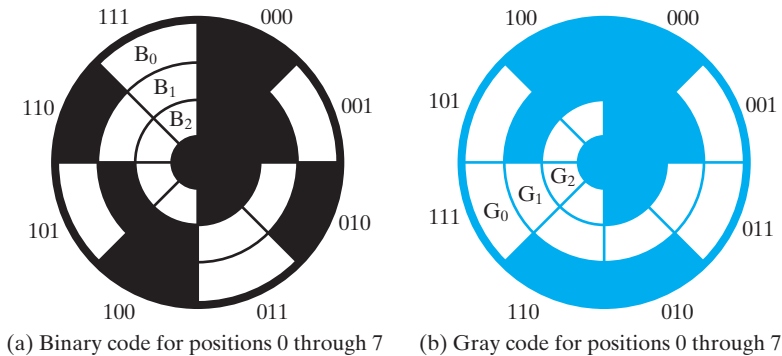 111 000 100 000
B₀
B₁
B₂
110 001 101 001
G₂
G₁
G₀
101 010 111 011
100 011 110 010
(a) Binary code for positions 0 through 7 (b) Gray code for positions 0 through 7